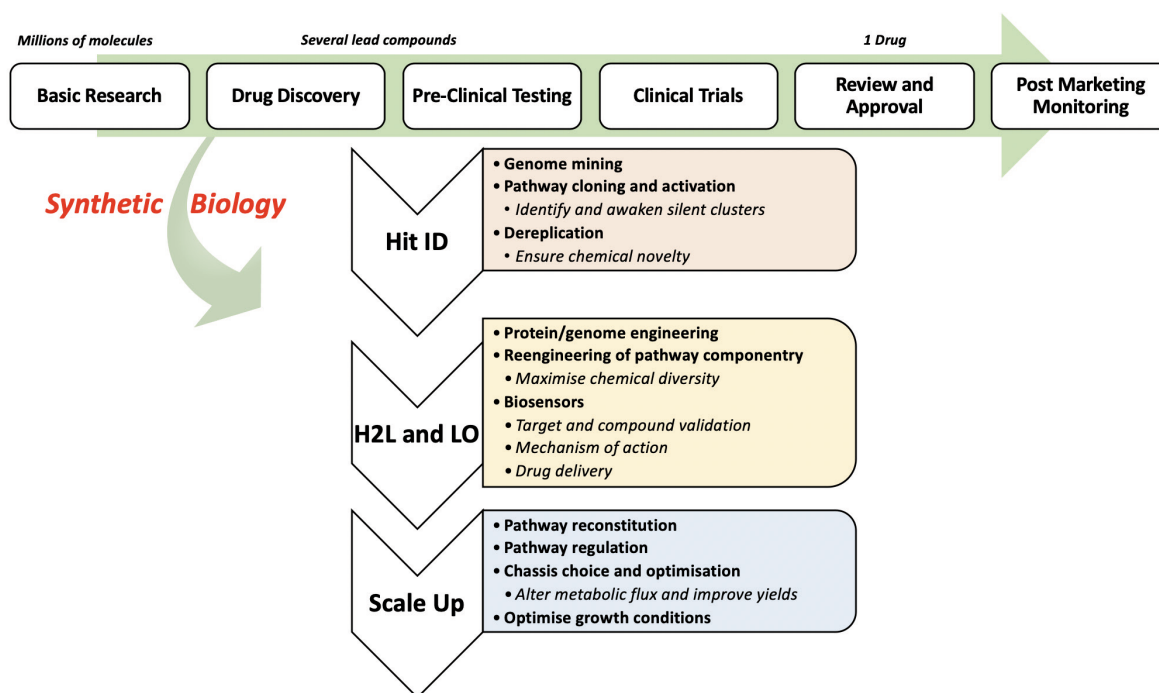 Millions of molecules
Several lead compounds
1 Drug
Basic Research
Drug Discovery
Pre-Clinical Testing
Clinical Trials
Review and
Approval
Post Marketing
Monitoring
Synthetic Biology
Hit ID
• Genome mining
• Pathway cloning and activation
• Identify and awaken silent clusters
• Dereplication
• Ensure chemical novelty
H2L and LO
• Protein/genome engineering
• Reengineering of pathway componentry
• Maximise chemical diversity
• Biosensors
• Target and compound validation
• Mechanism of action
• Drug delivery
Scale Up
• Pathway reconstitution
• Pathway regulation
• Chassis choice and optimisation
• Alter metabolic flux and improve yields
• Optimise growth conditions